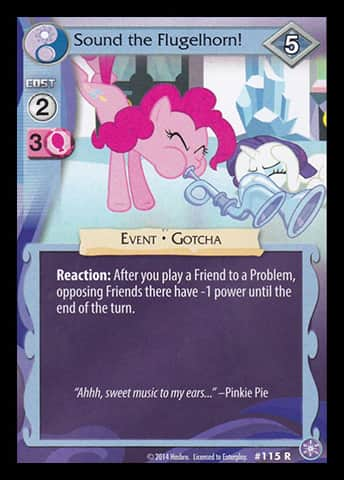 Sound the Flugelhorn!
5
COST
2
3
EVENT • GOTCHA
Reaction: After you play a Friend to a Problem,
opposing Friends there have -1 power until the
end of the turn.
"Ahhh, sweet music to my ears..." –Pinkie Pie
© 2014 Hasbro. Licensed to Enterplay. #115 R